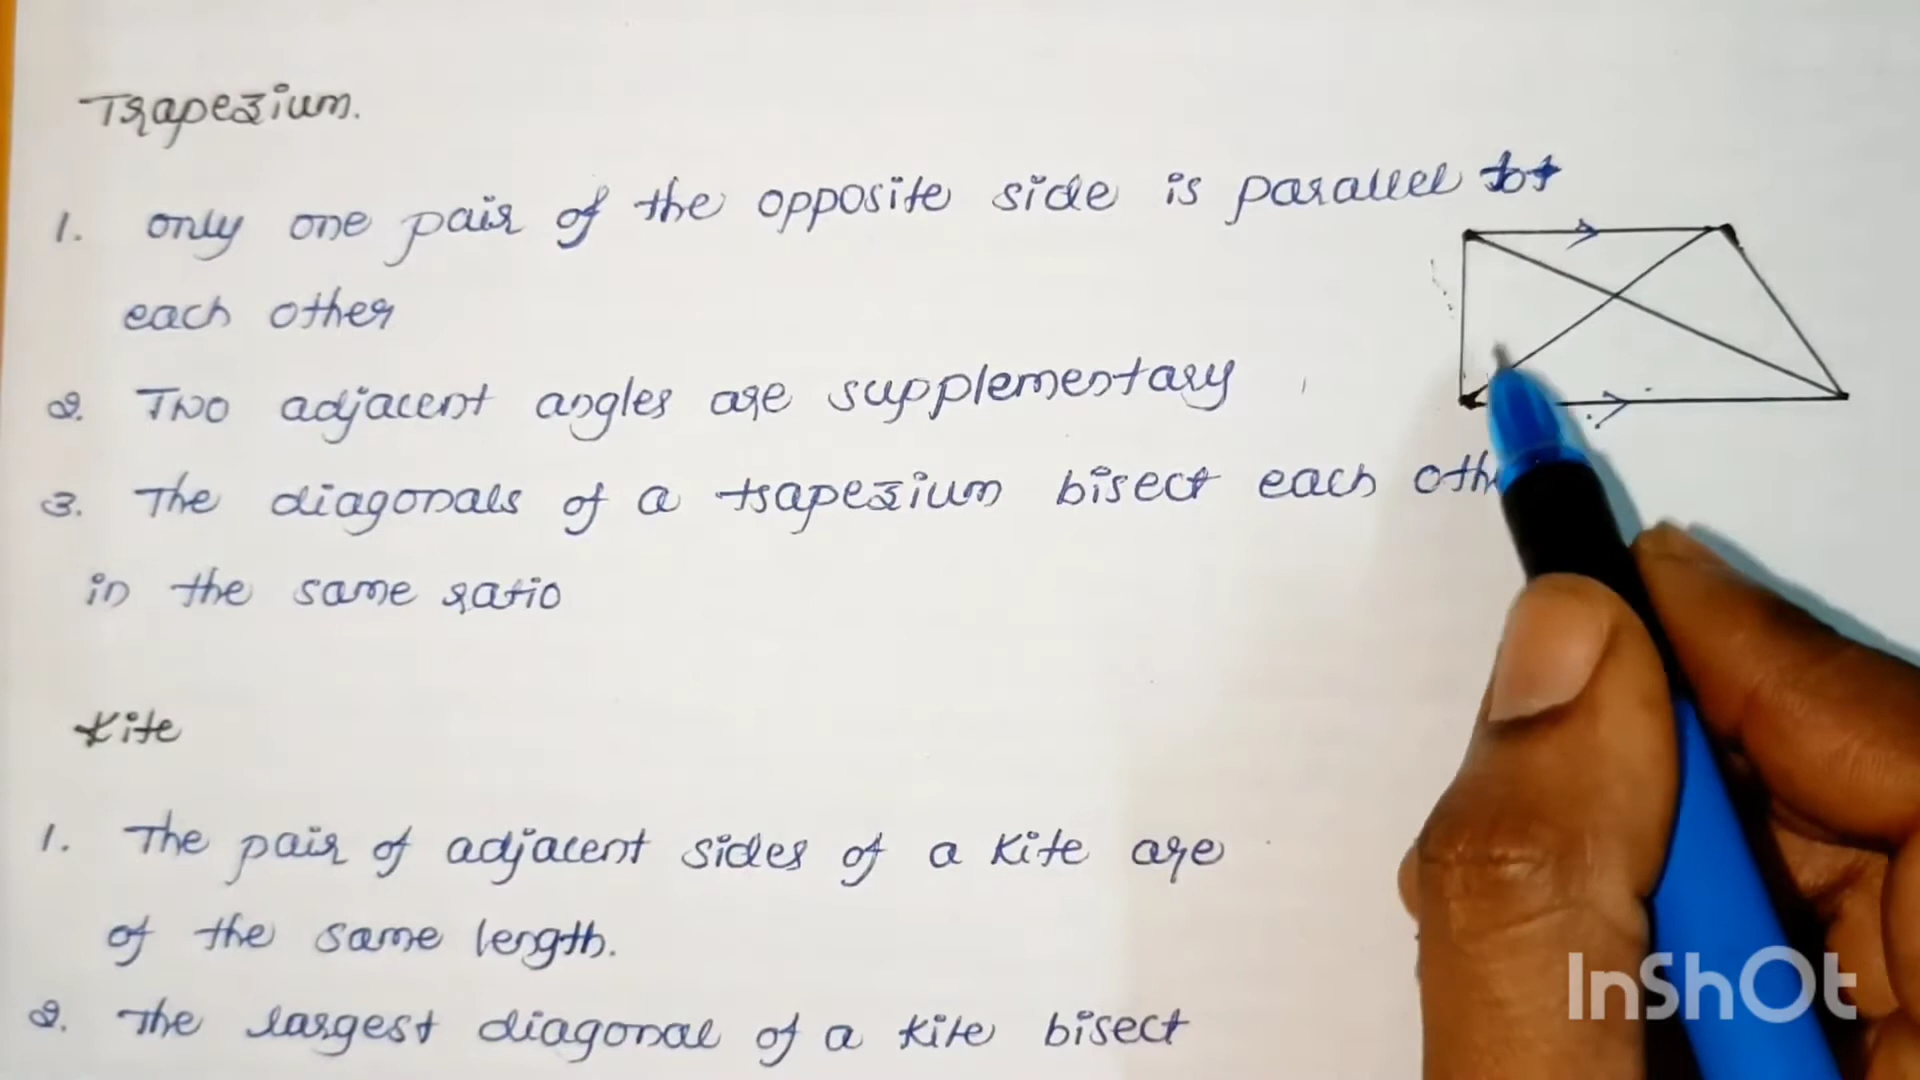 Trapezium.
1. only one pair of the opposite side is parallel to
each other
2. Two adjacent angles are supplementary
3. The diagonals of a trapezium bisect each oth
in the same ratio
Kite
1. The pair of adjacent sides of a kite are
of the same length.
2. The largest diagonal of a kite bisect
InShOt